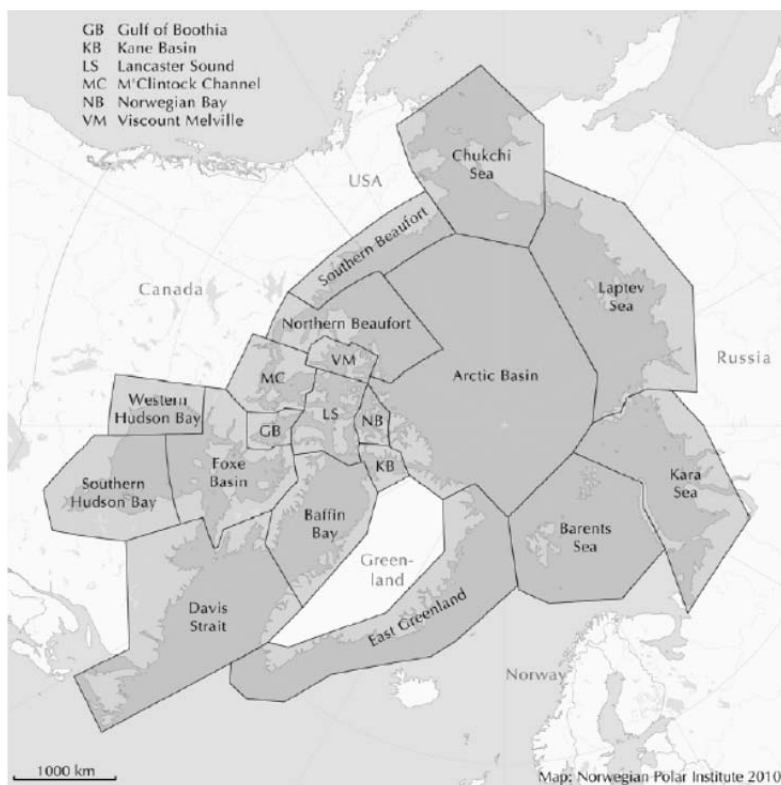 GB Gulf of Boothia
KB Kane Basin
LS Lancaster Sound
MC M'Clintock Channel
NB Norwegian Bay
VM Viscount Melville
Chukchi
Sea
USA
Southern Beaufort
Canada
Laptev
Sea
Northern Beaufort
VM
Russia
MC
Arctic Basin
Western
Hudson Bay
LS
NB
GB
Foxe
Basin
KB
Southern
Hudson Bay
Kara
Sea
Baffin
Bay
Barents
Sea
Green-
land
Davis
Strait
East Greenland
Norway
1000 km
Map: Norwegian Polar Institute 2010